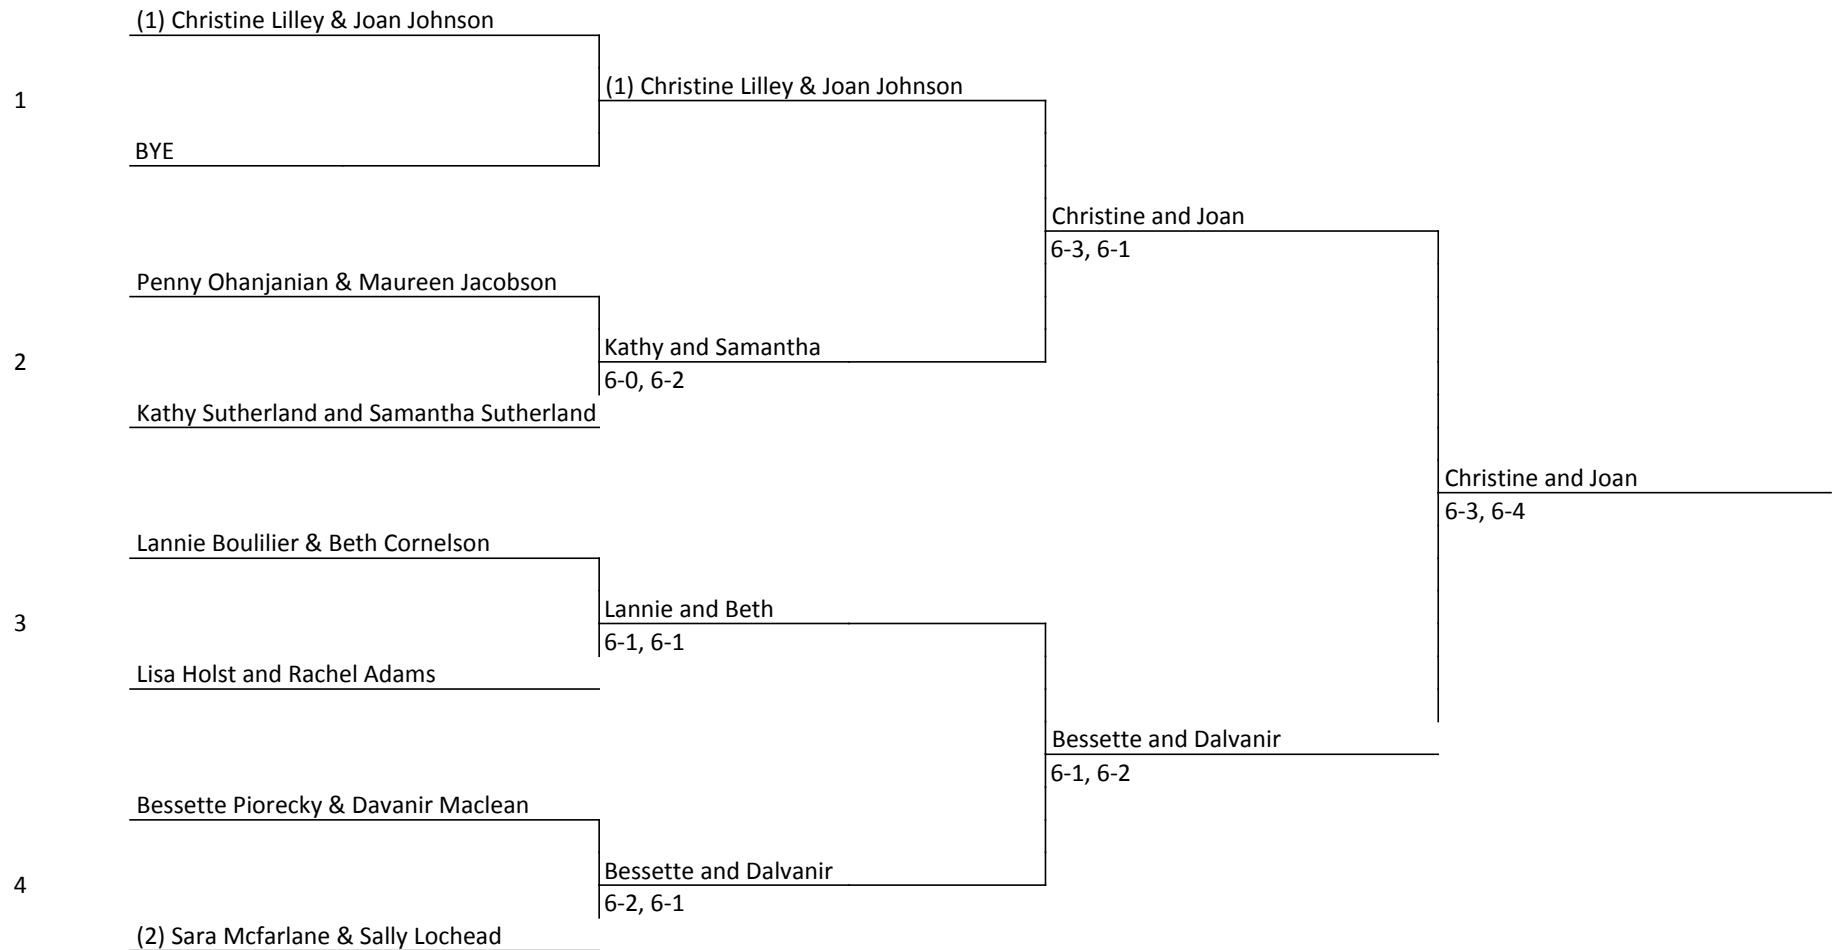 (1) Christine Lilley & Joan Johnson
(1) Christine Lilley & Joan Johnson
1
BYE
Christine and Joan
6-3, 6-1
Penny Ohanjanian & Maureen Jacobson
Kathy and Samantha
2
6-0, 6-2
Kathy Sutherland and Samantha Sutherland
Christine and Joan
6-3, 6-4
Lannie Boulilier & Beth Cornelson
Lannie and Beth
3
6-1, 6-1
Lisa Holst and Rachel Adams
Bessette and Dalvanir
6-1, 6-2
Bessette Piorecky & Davanir Maclean
Bessette and Dalvanir
4
6-2, 6-1
(2) Sara Mcfarlane & Sally Lochead